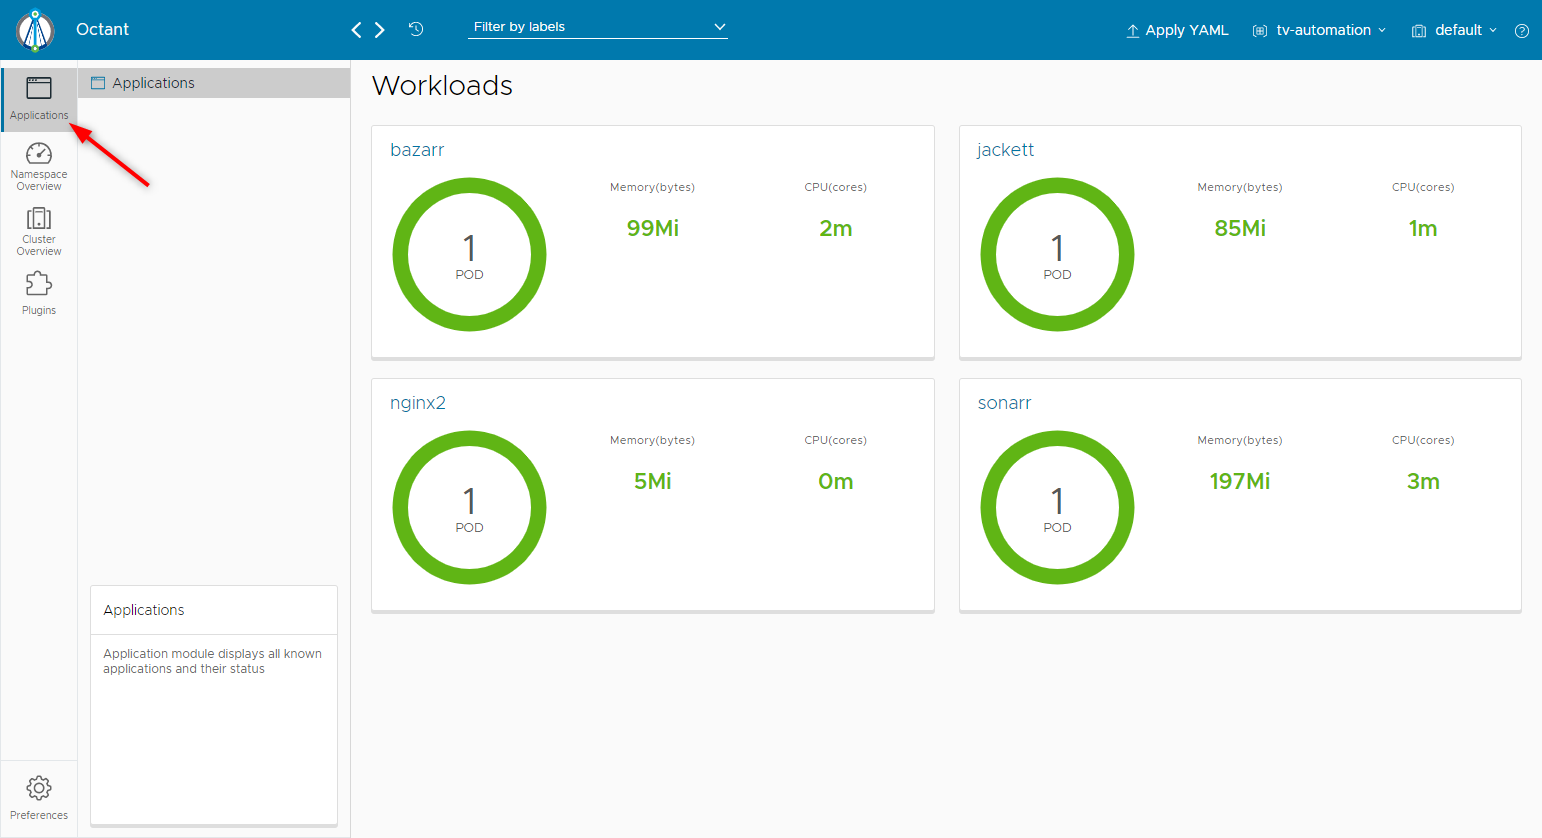 Octant
Filter by labels
Apply YAML
tv-automation
default
Applications
Namespace
Overview
Cluster
Overview
Plugins
Preferences
Applications
Applications
Application module displays all known
applications and their status
Workloads
bazarr
1
POD
Memory(bytes)
99Mi
CPU(cores)
2m
jackett
1
POD
Memory(bytes)
85Mi
CPU(cores)
1m
nginx2
1
POD
Memory(bytes)
5Mi
CPU(cores)
0m
sonarr
1
POD
Memory(bytes)
197Mi
CPU(cores)
3m